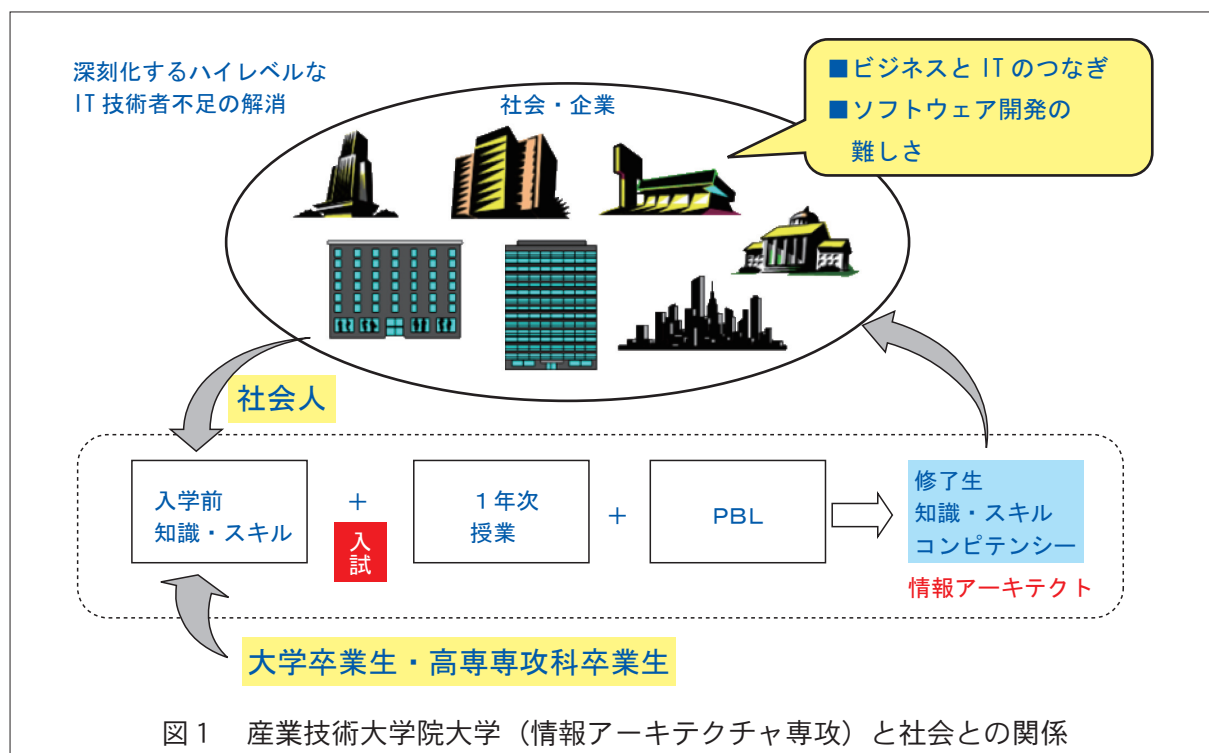 深刻化するハイレベルな
IT技術者不足の解消
社会・企業
■ビジネスとITのつなぎ
■ソフトウェア開発の
難しさ
社会人
入学前
知識・スキル
+
入試
1年次
授業
+
PBL
修了生
知識・スキル
コンピテンシー
情報アーキテクト
大学卒業生・高専専攻科卒業生
図1 産業技術大学院大学（情報アーキテクチャ専攻）と社会との関係